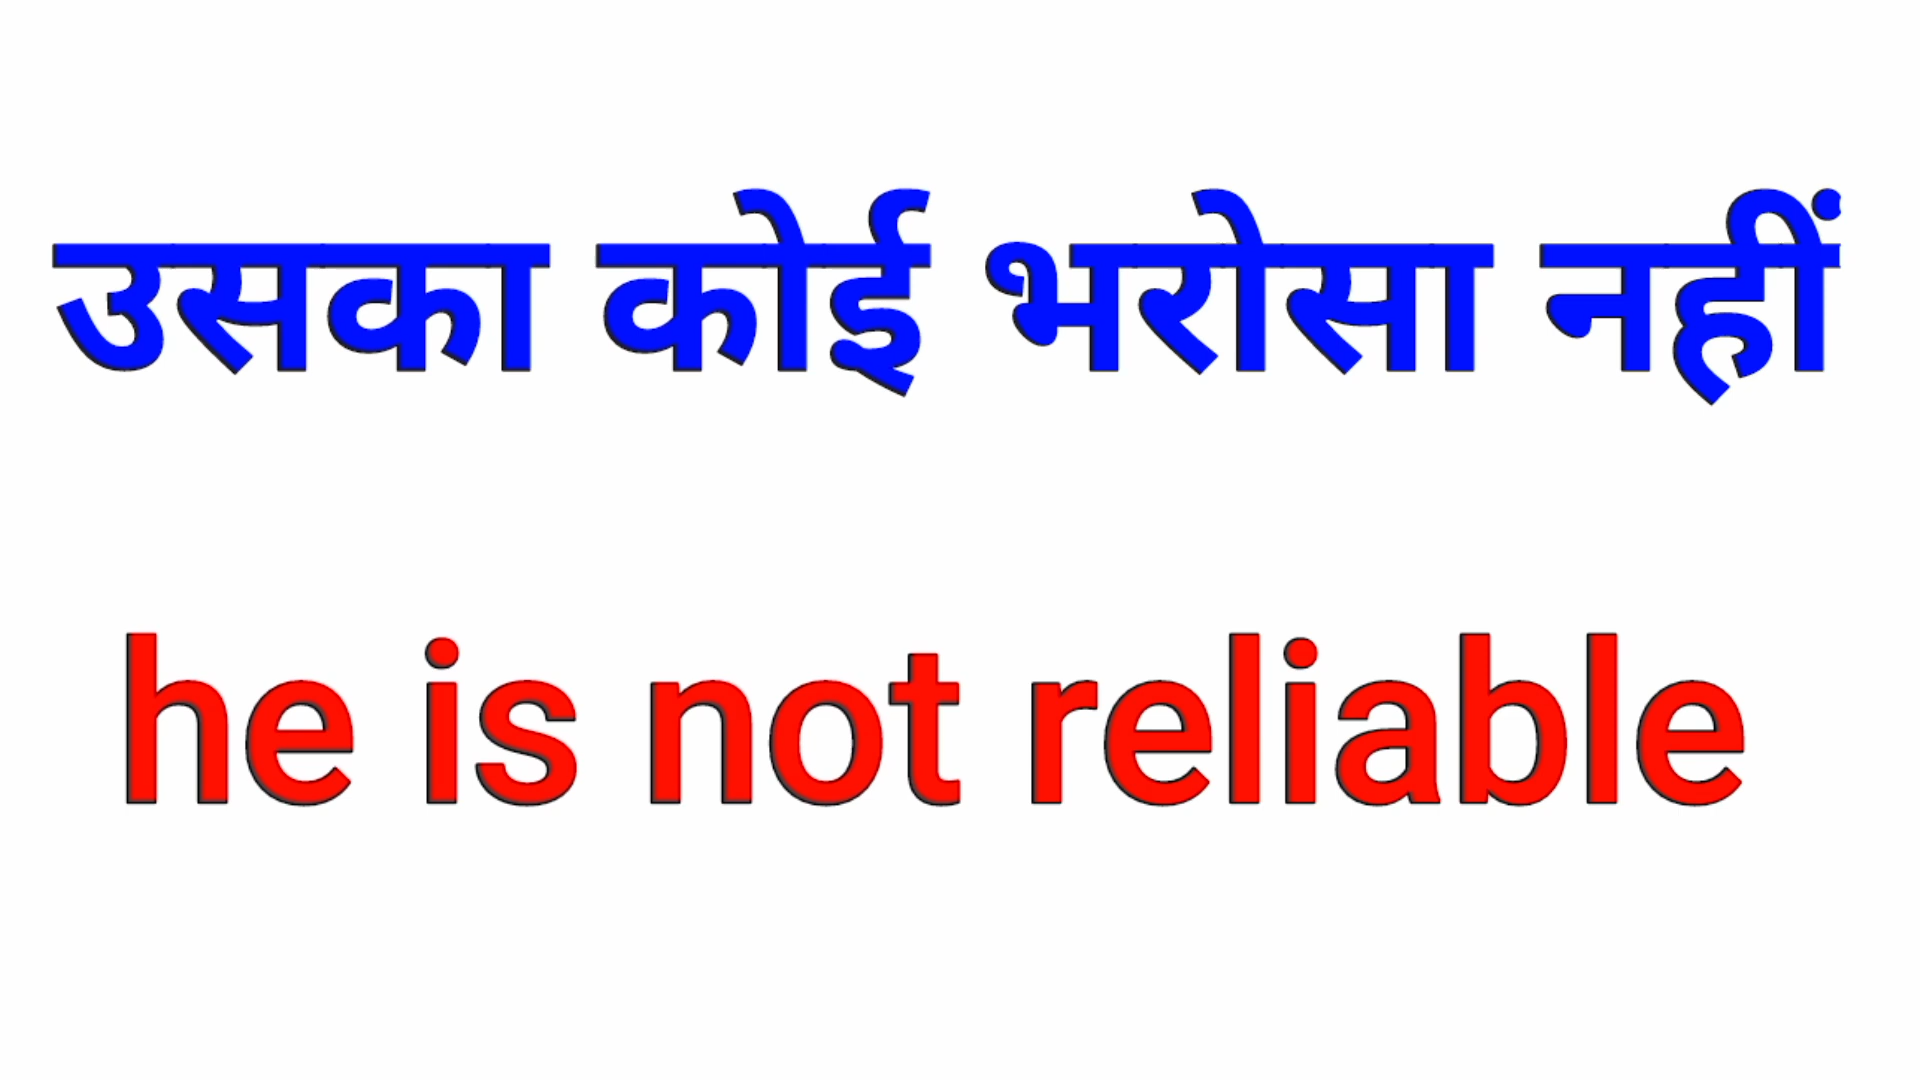 उसका कोई भरोसा नहीं
he is not reliable